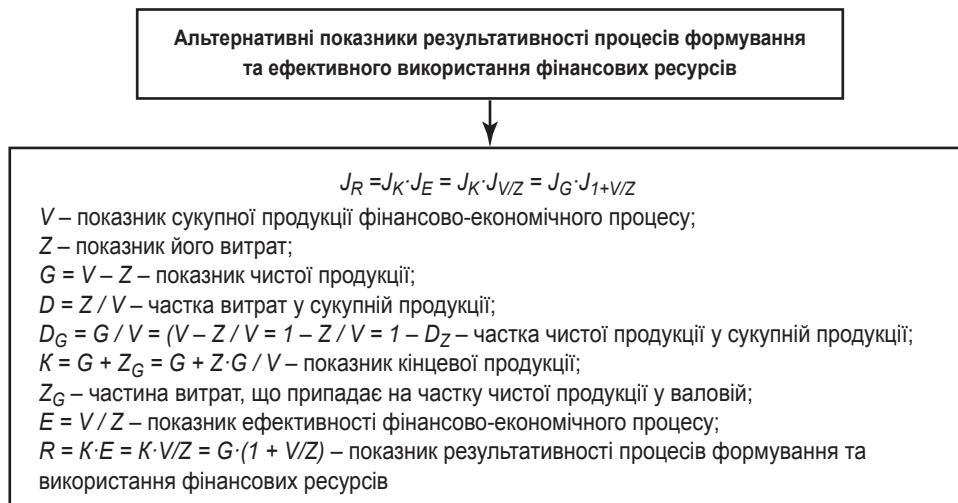 Альтернативні показники результативності процесів формування
та ефективного використання фінансових ресурсів
J_R =J_K·J_E = J_K·J_{V/Z} = J_G·J_{1+V/Z}
V – показник сукупної продукції фінансово-економічного процесу;
Z – показник його витрат;
G = V – Z – показник чистої продукції;
D = Z / V – частка витрат у сукупній продукції;
D_G = G / V = (V – Z / V = 1 – Z / V = 1 – D_Z – частка чистої продукції у сукупній продукції;
К = G + Z_G = G + Z·G / V – показник кінцевої продукції;
Z_G – частина витрат, що припадає на частку чистої продукції у валовій;
E = V / Z – показник ефективності фінансово-економічного процесу;
R = К·E = К·V/Z = G·(1 + V/Z) – показник результативності процесів формування та
використання фінансових ресурсів